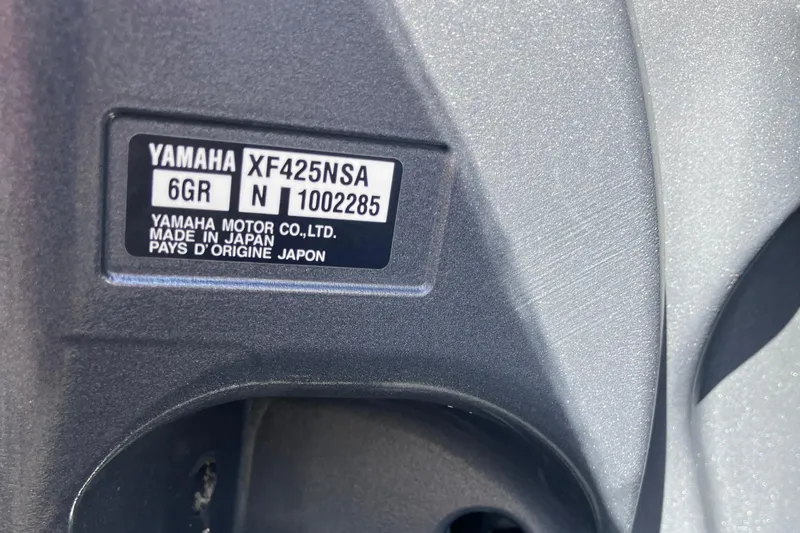 YAMAHA XF425NSA
6GR N 1002285
YAMAHA MOTOR CO.,LTD.
MADE IN JAPAN
PAYS D'ORIGINE JAPON